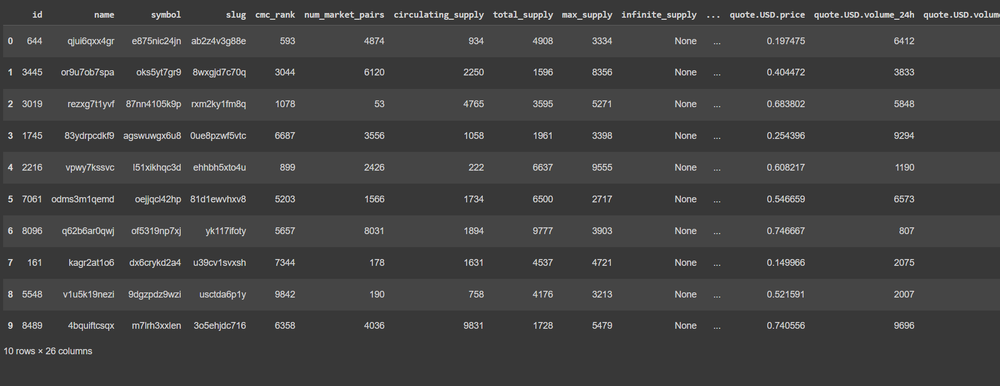 id name symbol slug cmc_rank num_market_pairs circulating_supply total_supply max_supply infinite_supply ... quote.USD.price quote.USD.volume_24h quote.USD.volume
0 644 qjui6qxx4gr e875nic24jn ab2z4v3g88e 593 4874 934 4908 3334 None ... 0.197475 6412
1 3445 or9u7ob7spa oks5yt7gr9 8wxgjd7c70q 3044 6120 2250 1596 8356 None ... 0.404472 3833
2 3019 rezxg7t1yvf 87nn4105k9p rxm2ky1fm8q 1078 53 4765 3595 5271 None ... 0.683802 5848
3 1745 83ydrpcdkf9 agswuwgx6u8 0ue8pzwf5vtc 6687 3556 1058 1961 3398 None ... 0.254396 9294
4 2216 vpwy7kssvc l51xikhqc3d ehhbh5xto4u 899 2426 222 6637 9555 None ... 0.608217 1190
5 7061 odms3m1qemd oejjqcl42hp 81d1ewvhxv8 5203 1566 1734 6500 2717 None ... 0.546659 6573
6 8096 q62b6ar0qwj of5319np7xj yk117ifoty 5657 8031 1894 9777 3903 None ... 0.746667 807
7 161 kagr2at1o6 dx6crykd2a4 u39cv1svxsh 7344 178 1631 4537 4721 None ... 0.149966 2075
8 5548 v1u5k19nezi 9dgzpdz9wzi usctda6p1y 9842 190 758 4176 3213 None ... 0.521591 2007
9 8489 4bquiftcsqx m7lrh3xxlen 3o5ehjdc716 6358 4036 9831 1728 5479 None ... 0.740556 9696
10 rows × 26 columns